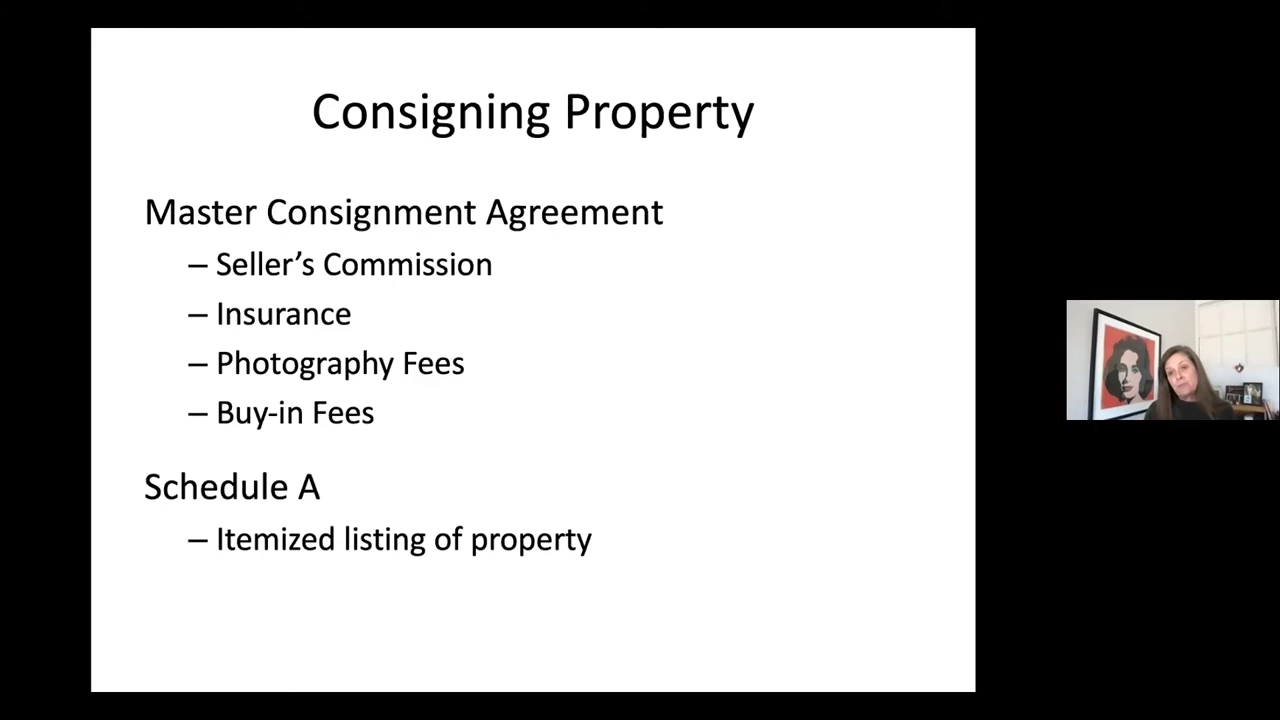 Consigning Property
Master Consignment Agreement
– Seller’s Commission
– Insurance
– Photography Fees
– Buy-in Fees
Schedule A
– Itemized listing of property